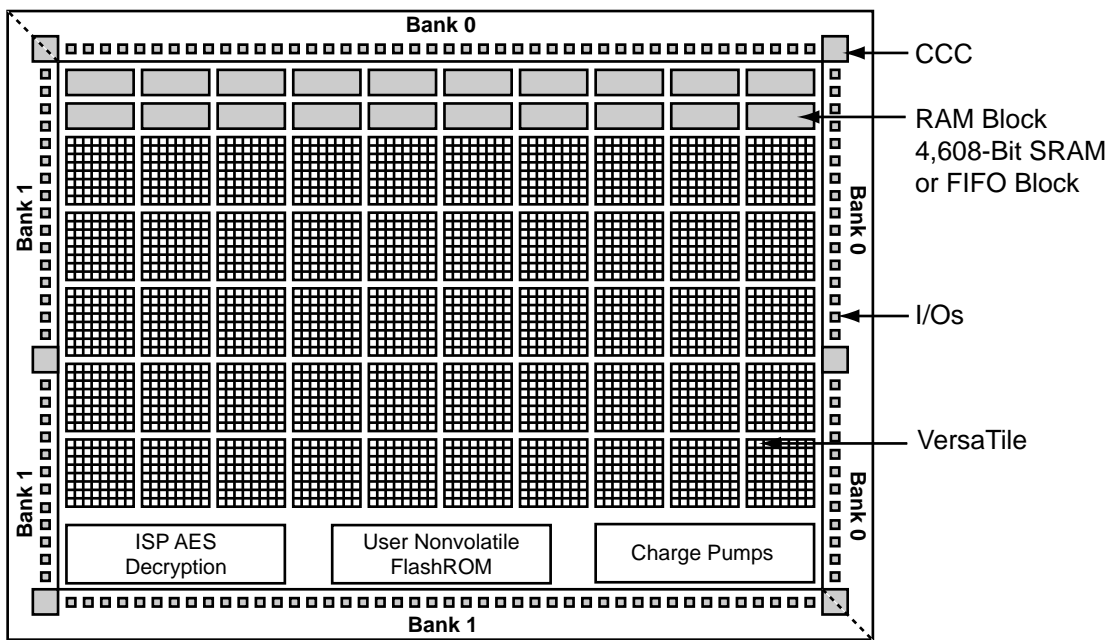 Bank 0
CCC
RAM Block
4,608-Bit SRAM
or FIFO Block
Bank 1
Bank 0
I/Os
VersaTile
Bank 1
Bank 0
ISP AES
Decryption
User Nonvolatile
FlashROM
Charge Pumps
Bank 1